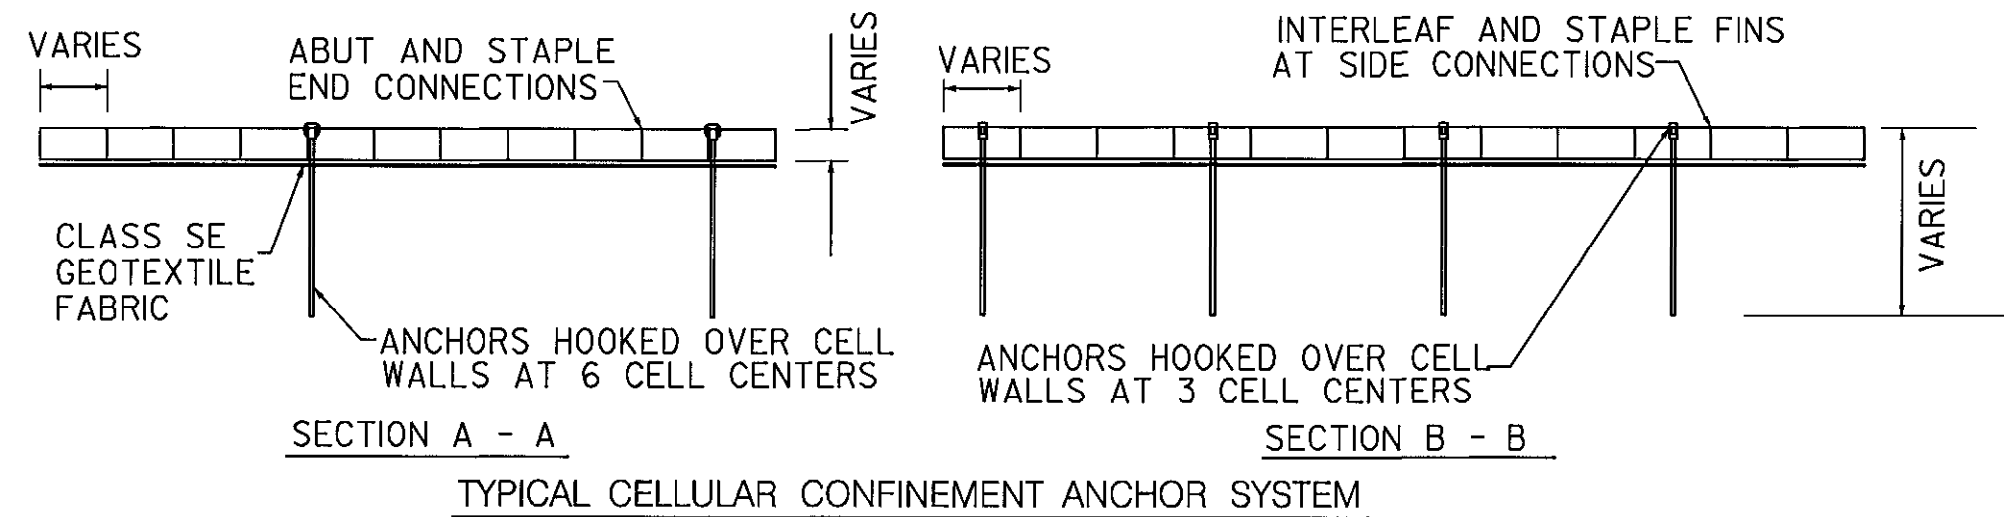 VARIES
ABUT AND STAPLE
END CONNECTIONS
VARIES
CLASS SE
GEOTEXTILE
FABRIC
ANCHORS HOOKED OVER CELL
WALLS AT 6 CELL CENTERS
SECTION A - A
VARIES
INTERLEAF AND STAPLE FINS
AT SIDE CONNECTIONS
VARIES
ANCHORS HOOKED OVER CELL
WALLS AT 3 CELL CENTERS
SECTION B - B
TYPICAL CELLULAR CONFINEMENT ANCHOR SYSTEM